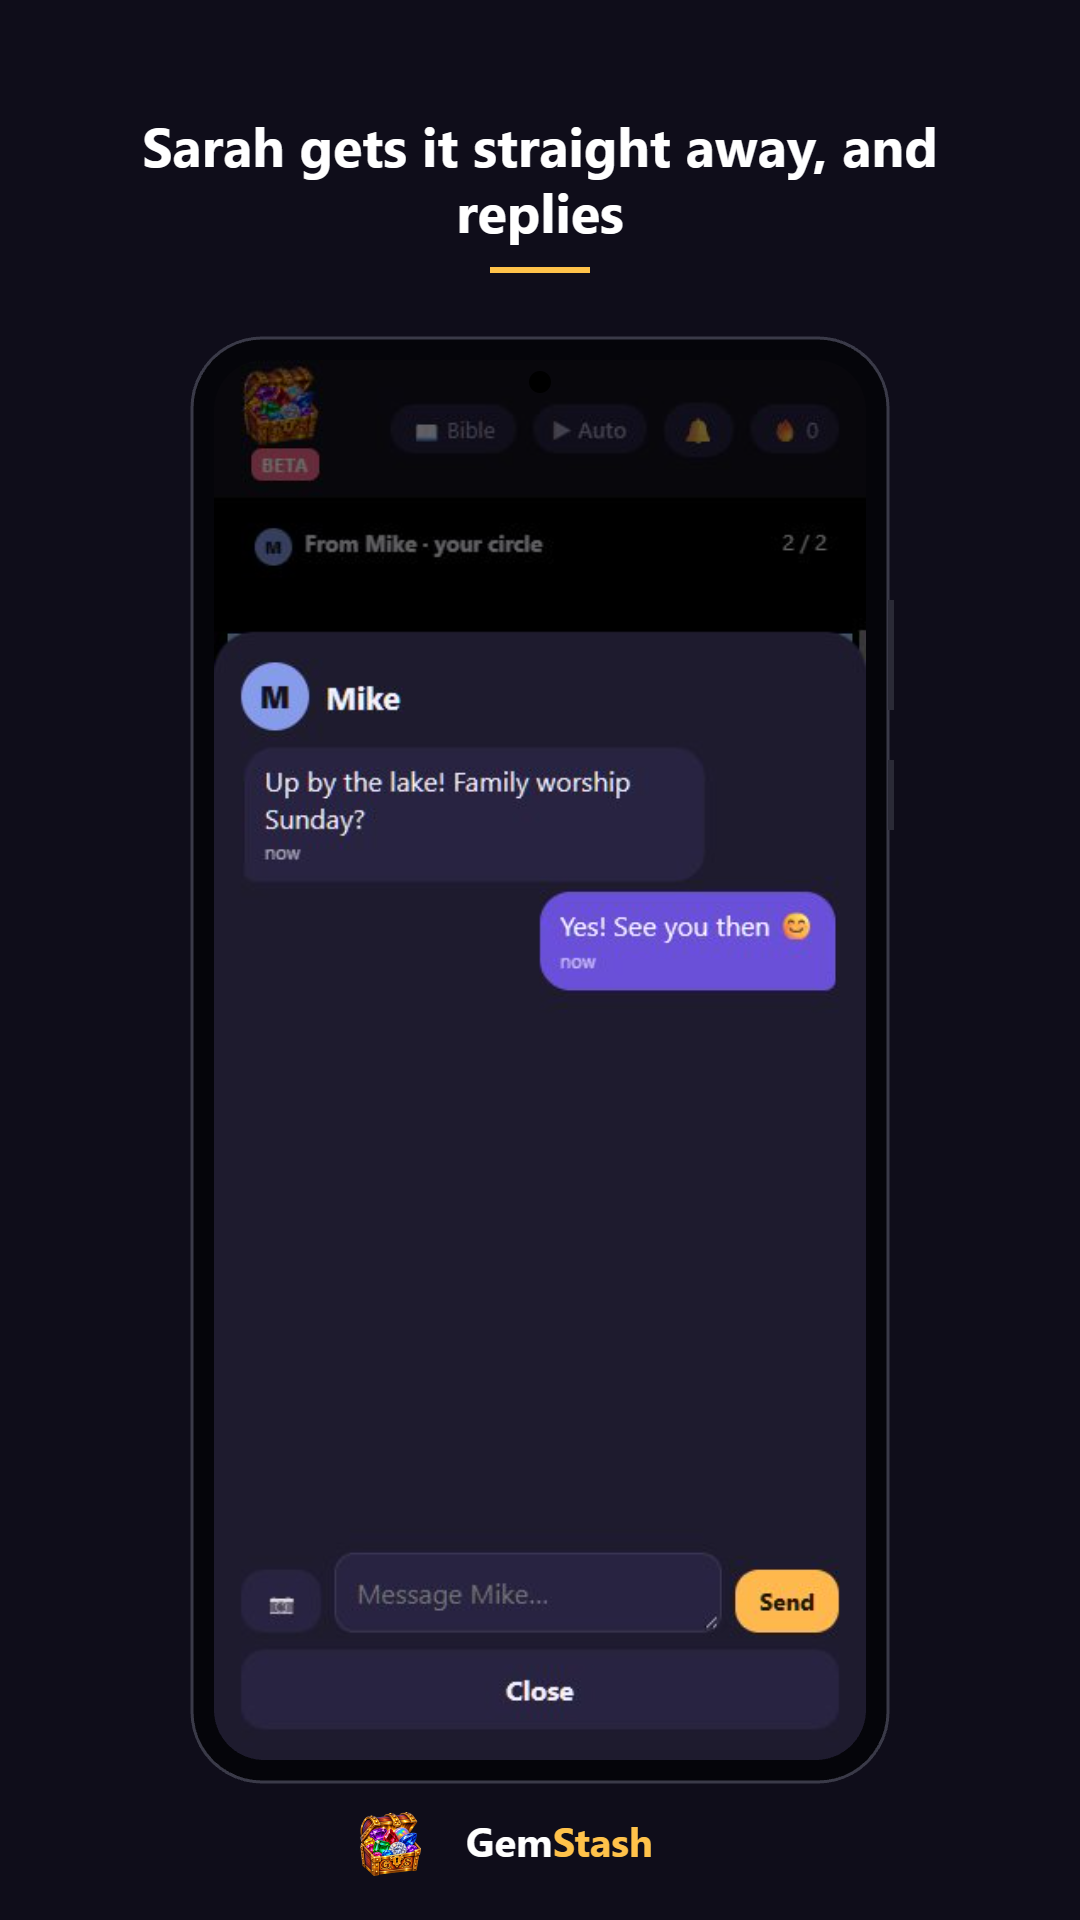 Sarah gets it straight away, and
replies
BETA
Bible
Auto
0
M
From Mike · your circle
2 / 2
M
Mike
Up by the lake! Family worship
Sunday?
now
Yes! See you then 😊
now
Message Mike...
Send
Close
GemStash